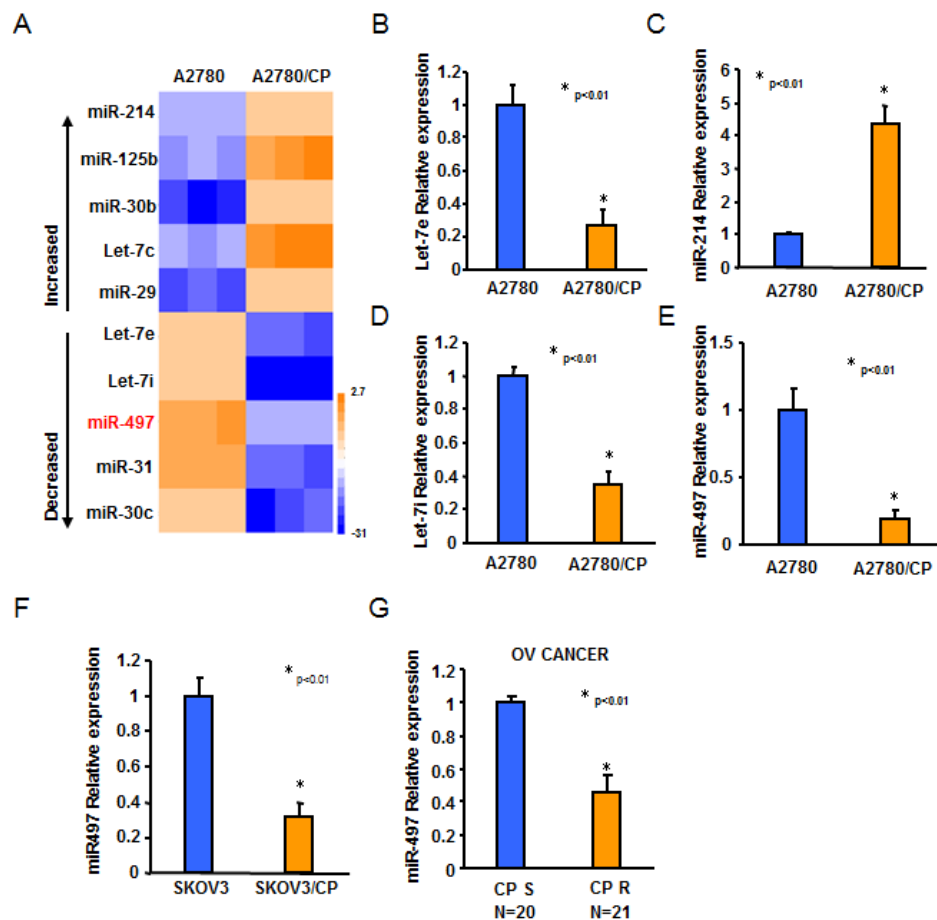 A
A2780 A2780/CP
Increased
Decreased
miR-214
miR-125b
miR-30b
Let-7c
miR-29
Let-7e
Let-7i
miR-497
miR-31
miR-30c
2.7
-31
B
Let-7e Relative expression
1.2
1
0.8
0.6
0.4
0.2
0
* p<0.01
*
A2780 A2780/CP
C
miR-214 Relative expression
6
5
4
3
2
1
0
* p<0.01
*
A2780 A2780/CP
D
Let-7i Relative expression
1.2
1
0.8
0.6
0.4
0.2
0
* p<0.01
*
A2780 A2780/CP
E
miR-497 Relative expression
1.5
1
0.5
0
* p<0.01
*
A2780 A2780/CP
F
miR497 Relative expression
1.2
1
0.8
0.6
0.4
0.2
0
* p<0.01
*
SKOV3 SKOV3/CP
G
OV CANCER
miR-497 Relative expression
1.2
1
0.8
0.6
0.4
0.2
0
* p<0.01
*
CP S CP R
N=20 N=21